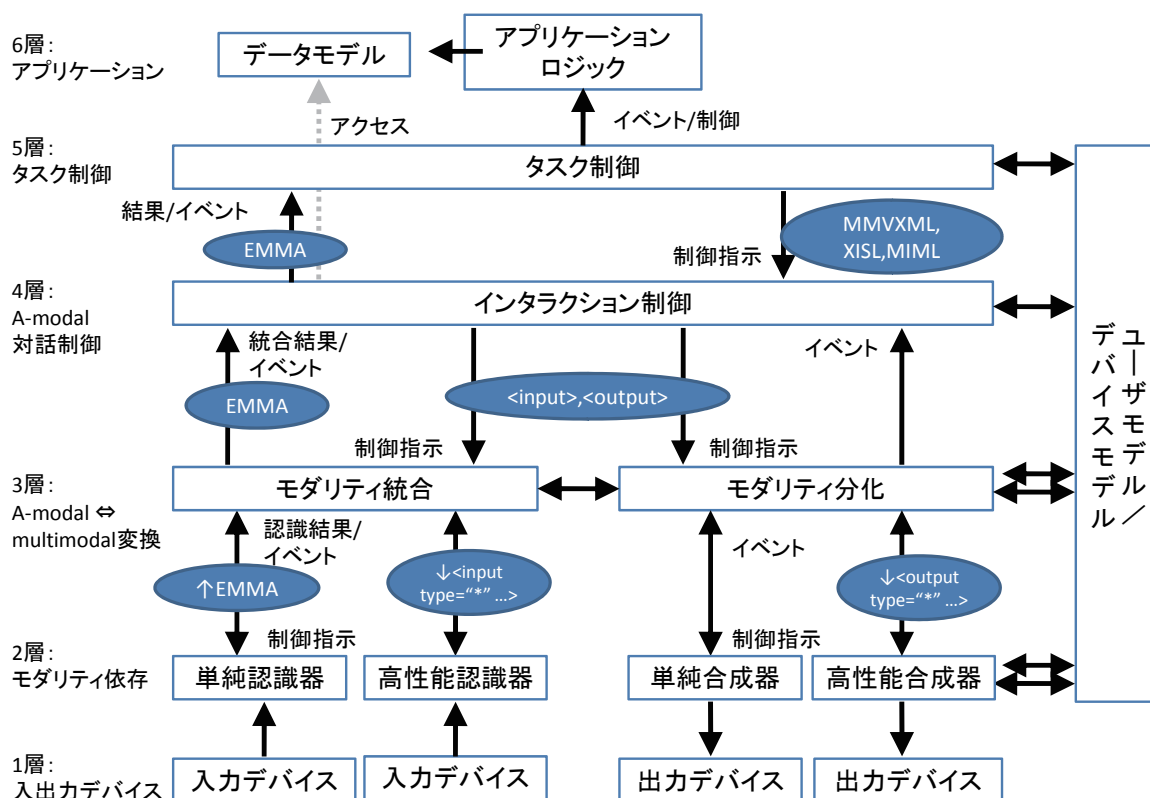 6層：
アプリケーション
データモデル
アプリケーション
ロジック
アクセス
イベント/制御
5層：
タスク制御
タスク制御
結果/イベント
EMMA
制御指示
MMVXML,
XISL,MIML
4層：
A-modal
対話制御
インタラクション制御
統合結果/
イベント
EMMA
<input>,<output>
イベント
制御指示
制御指示
ユーザモデル／
デバイスモデル
3層：
A-modal ⇔
multimodal変換
モダリティ統合
モダリティ分化
認識結果/
イベント
↑EMMA
↓<input
type=“*” …>
イベント
↓<output
type=“*” …>
制御指示
制御指示
2層：
モダリティ依存
単純認識器
高性能認識器
単純合成器
高性能合成器
1層：
入出力デバイス
入力デバイス
入力デバイス
出力デバイス
出力デバイス